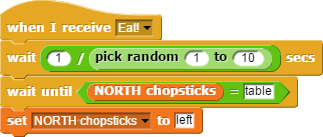 when I receive Eat!
wait 1 / pick random 1 to 10 secs
wait until NORTH chopsticks = table
set NORTH chopsticks to left